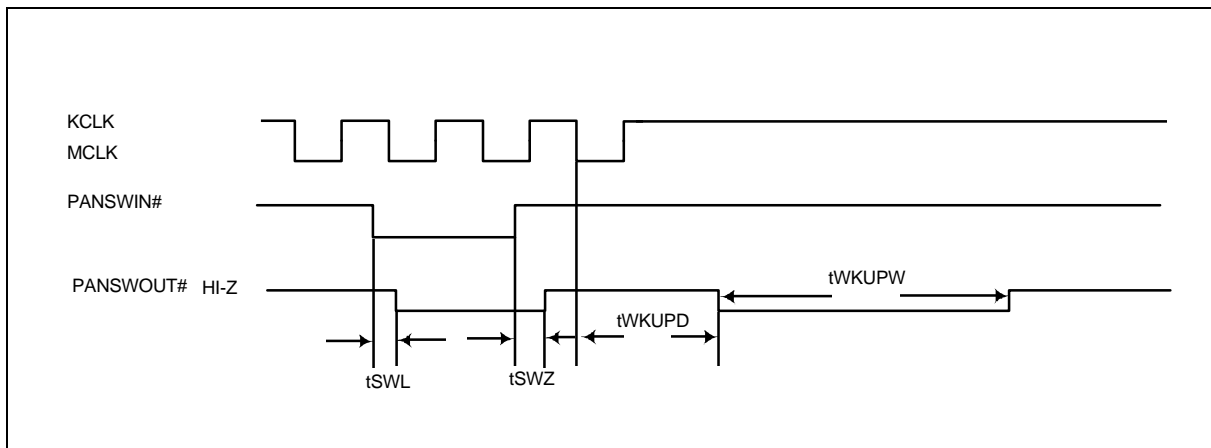 KCLK
MCLK
PANSWIN#
PANSWOUT# HI-Z
tWKUPW
tWKUPD
tSWL
tSWZ